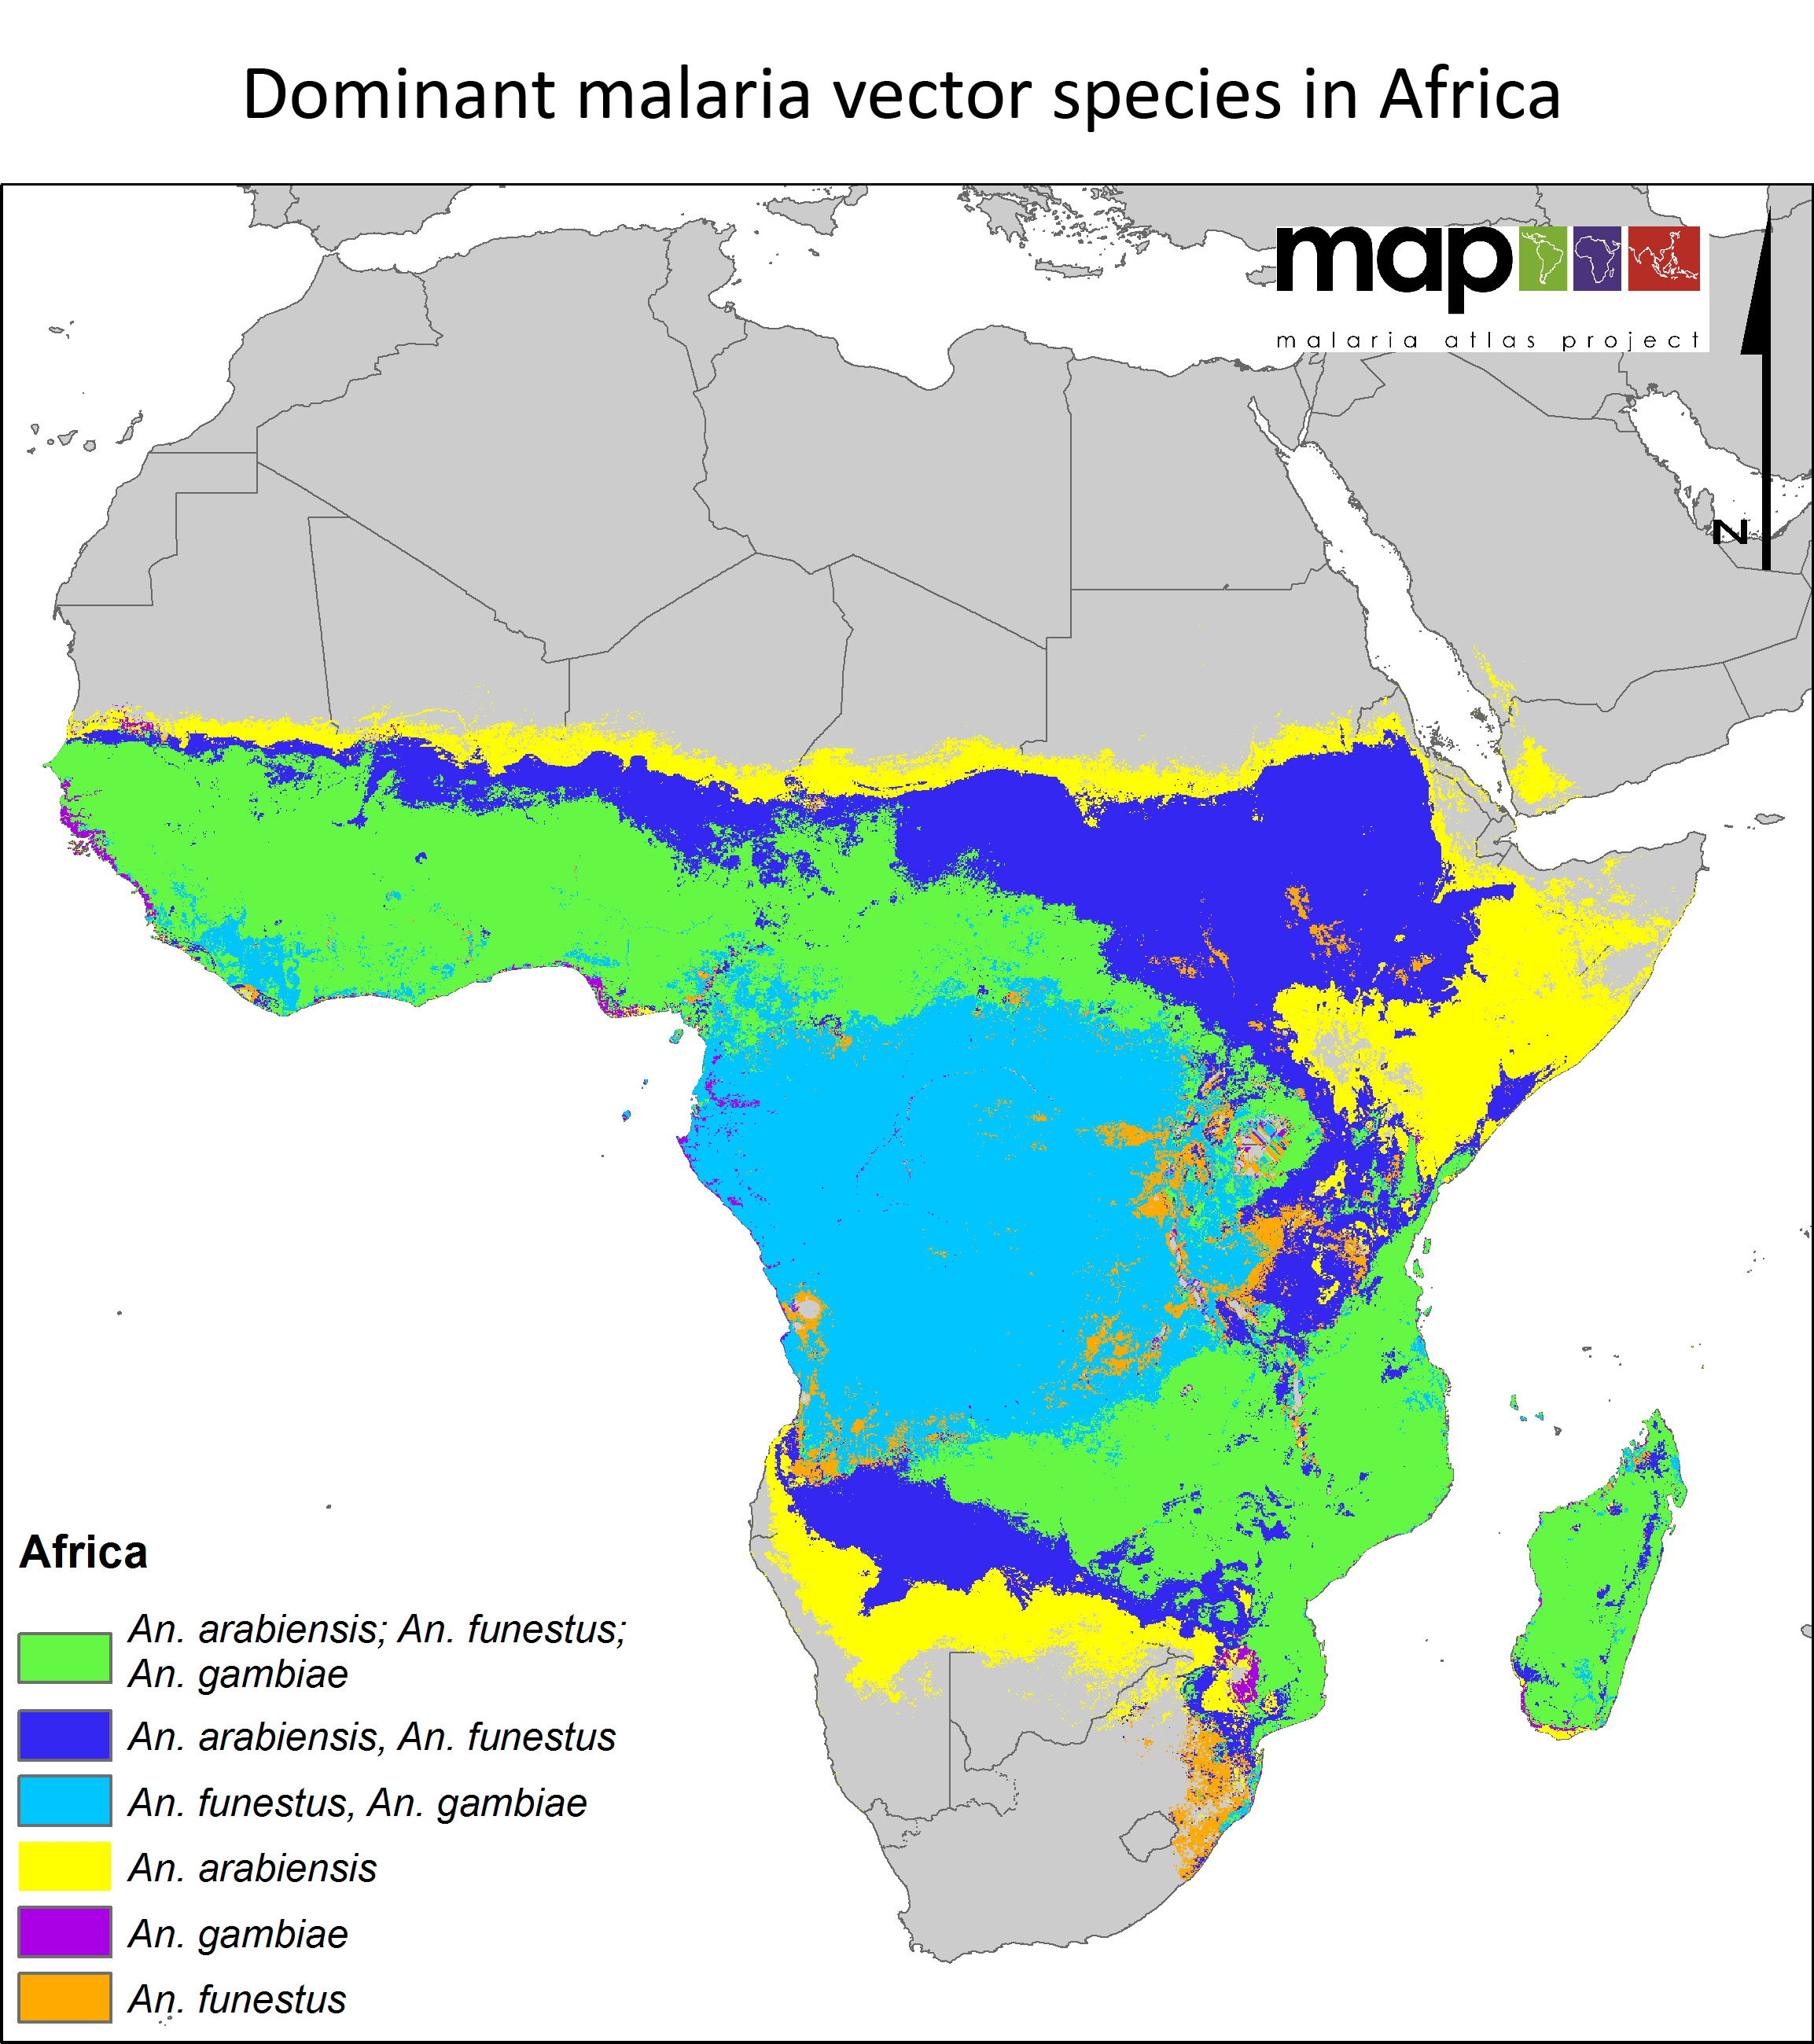 Dominant malaria vector species in Africa
map
malaria atlas project
N
Africa
An. arabiensis; An. funestus;
An. gambiae
An. arabiensis, An. funestus
An. funestus, An. gambiae
An. arabiensis
An. gambiae
An. funestus